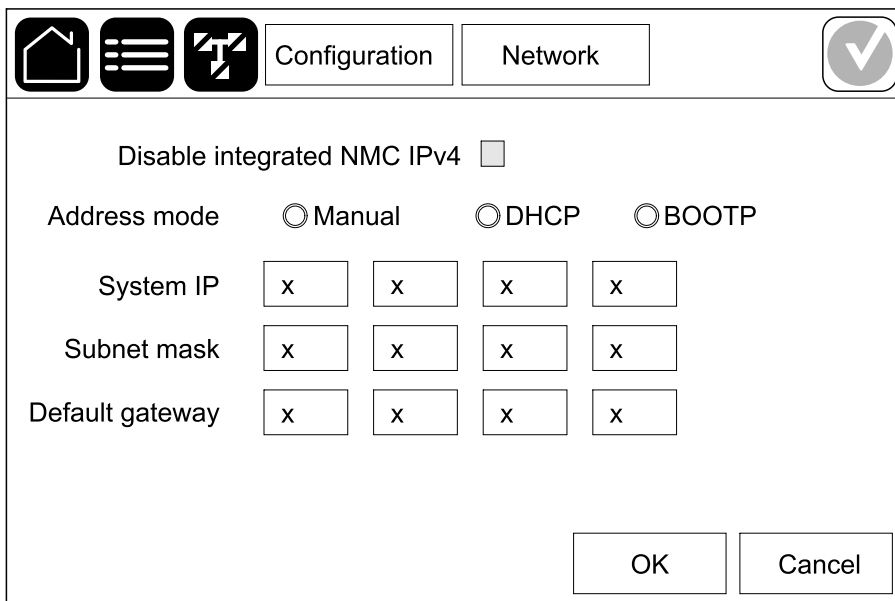 Configuration Network
Disable integrated NMC IPv4
Address mode Manual DHCP BOOTP
System IP x x x x
Subnet mask x x x x
Default gateway x x x x
OK Cancel